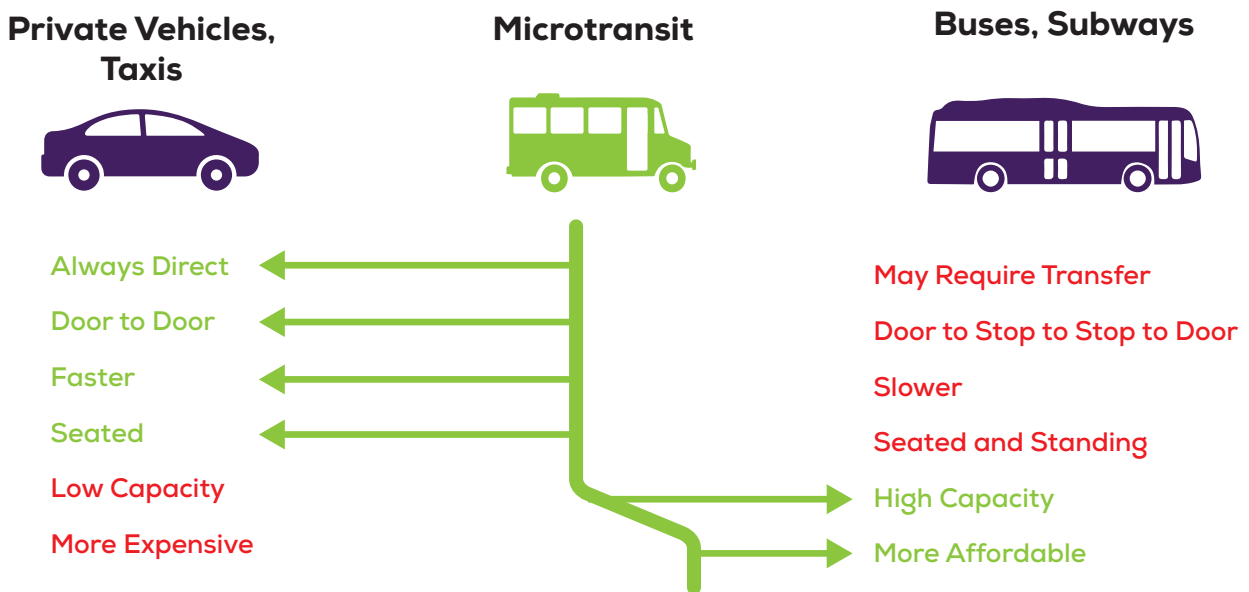 Private Vehicles,
Taxis
Microtransit
Buses, Subways
Always Direct
Door to Door
Faster
Seated
Low Capacity
More Expensive
May Require Transfer
Door to Stop to Stop to Door
Slower
Seated and Standing
High Capacity
More Affordable